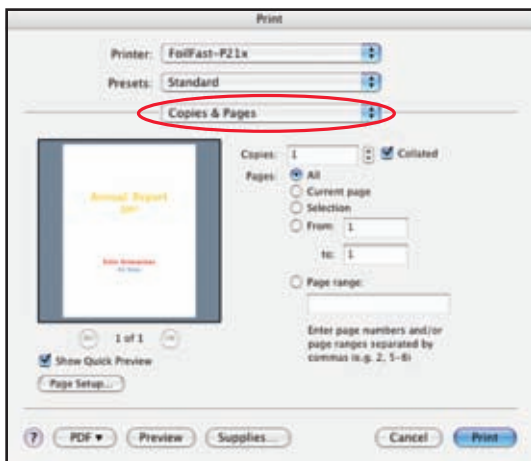 Print
Printer: FoilFast-P21x
Presets: Standard
Copies & Pages
Copies: 1 Collated
Pages: All
Current page
Selection
From: 1
to: 1
Page range:
Enter page numbers and/or
page ranges separated by
commas (e.g. 2, 5-8)
Annual Report
1 of 1
Show Quick Preview
Page Setup...
? PDF Preview Supplies... Cancel Print